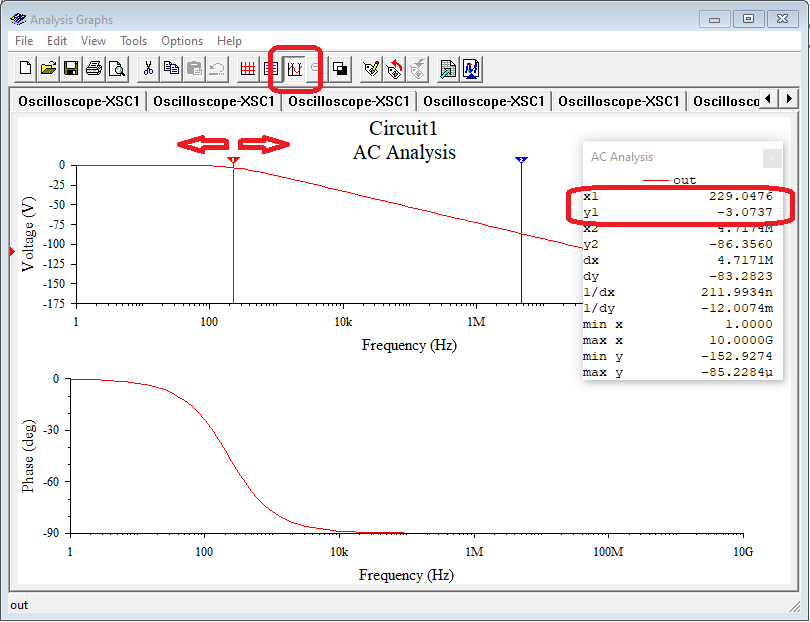 Analysis Graphs
File Edit View Tools Options Help
Oscilloscope-XSC1 Oscilloscope-XSC1 Oscilloscope-XSC1 Oscilloscope-XSC1 Oscilloscope-XSC1 Oscillosco
Circuit1
AC Analysis
Voltage (V)
0
-25
-50
-75
-100
-125
-150
-175
1 100 10k 1M
Frequency (Hz)
AC Analysis
out
x1 229.0476
y1 -3.0737
x2 4.7174M
y2 -86.3560
dx 4.7171M
dy -83.2823
1/dx 211.9934n
1/dy -12.0074m
min x 1.0000
max x 10.0000G
min y -152.9274
max y -85.2284µ
Phase (deg)
0
-30
-60
-90
1 100 10k 1M 100M 10G
Frequency (Hz)
out